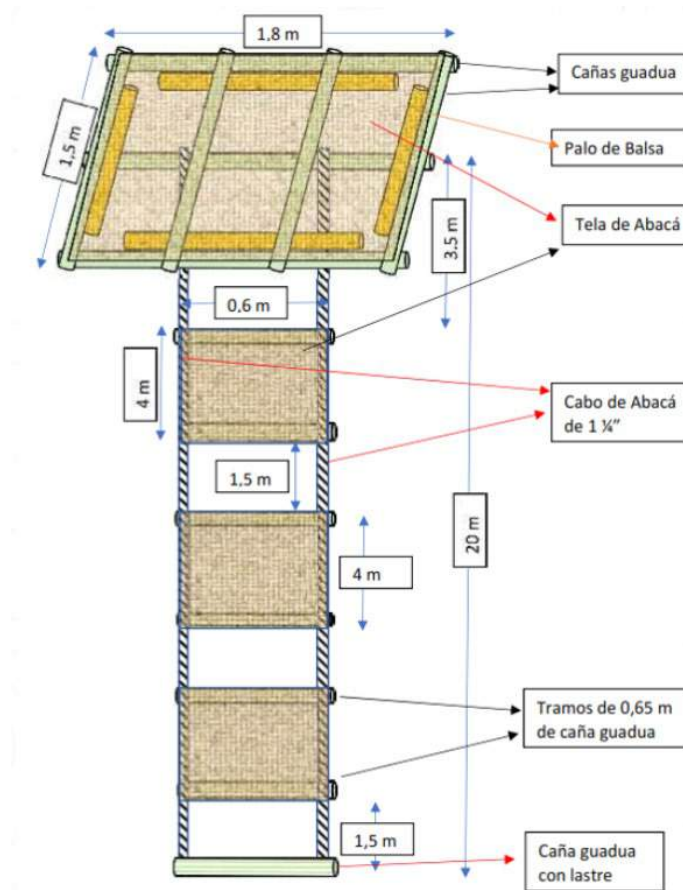 1,8 m
Cañas guadua
1,5 m
Palo de Balsa
Tela de Abacá
3.5 m
0,6 m
4 m
Cabo de Abacá
de 1 ¼”
1,5 m
20 m
4 m
Tramos de 0,65 m
de caña guadua
1,5 m
Caña guadua
con lastre